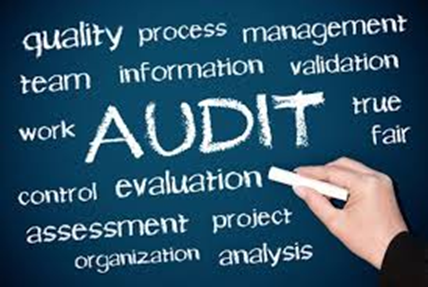 quality process management
team information validation
AUDIT true
work fair
control evaluation
assessment project
organization analysis